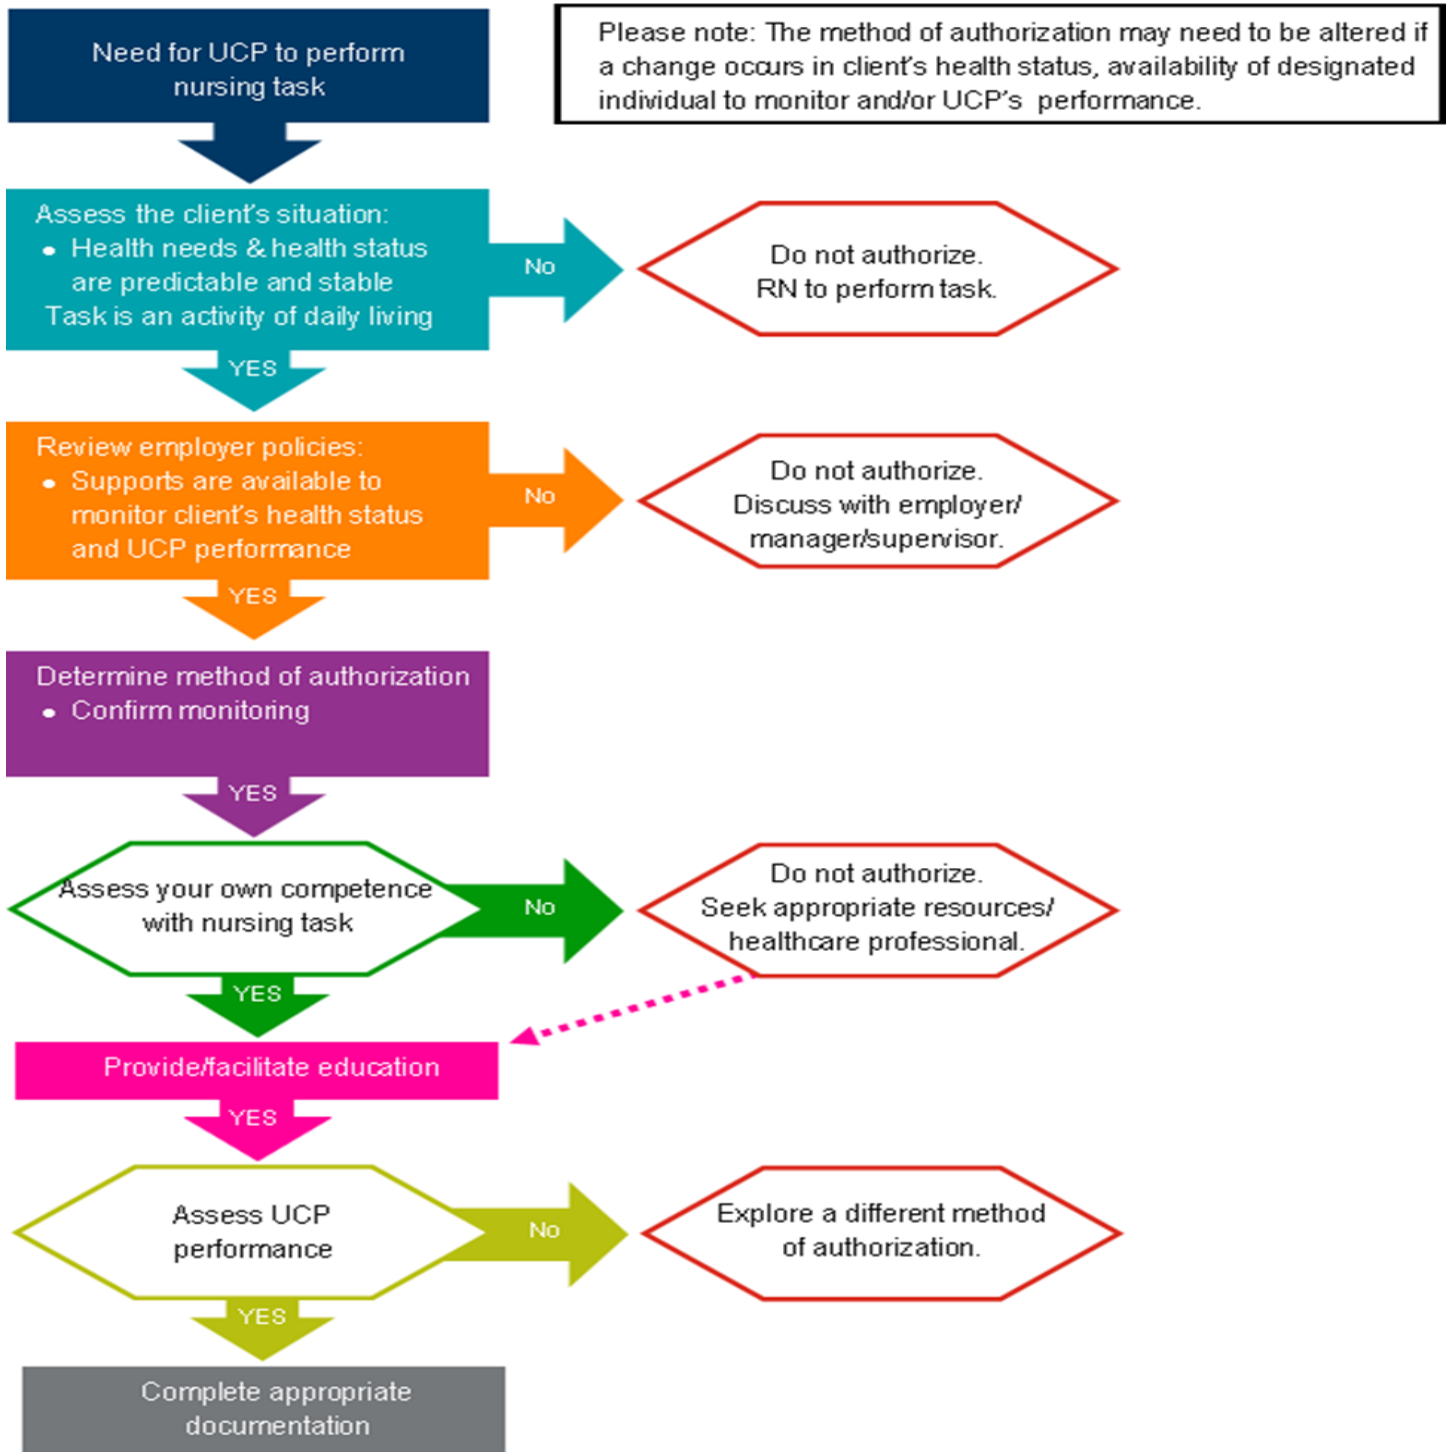 Need for UCP to perform
nursing task
Please note: The method of authorization may need to be altered if
a change occurs in client's health status, availability of designated
individual to monitor and/or UCP's performance.
Assess the client's situation:
• Health needs & health status
are predictable and stable
Task is an activity of daily living
No
Do not authorize.
RN to perform task.
YES
Review employer policies:
• Supports are available to
monitor client's health status
and UCP performance
No
Do not authorize.
Discuss with employer/
manager/supervisor.
YES
Determine method of authorization
• Confirm monitoring
YES
Assess your own competence
with nursing task
No
Do not authorize.
Seek appropriate resources/
healthcare professional.
YES
Provide/facilitate education
YES
Assess UCP
performance
No
Explore a different method
of authorization.
YES
Complete appropriate
documentation